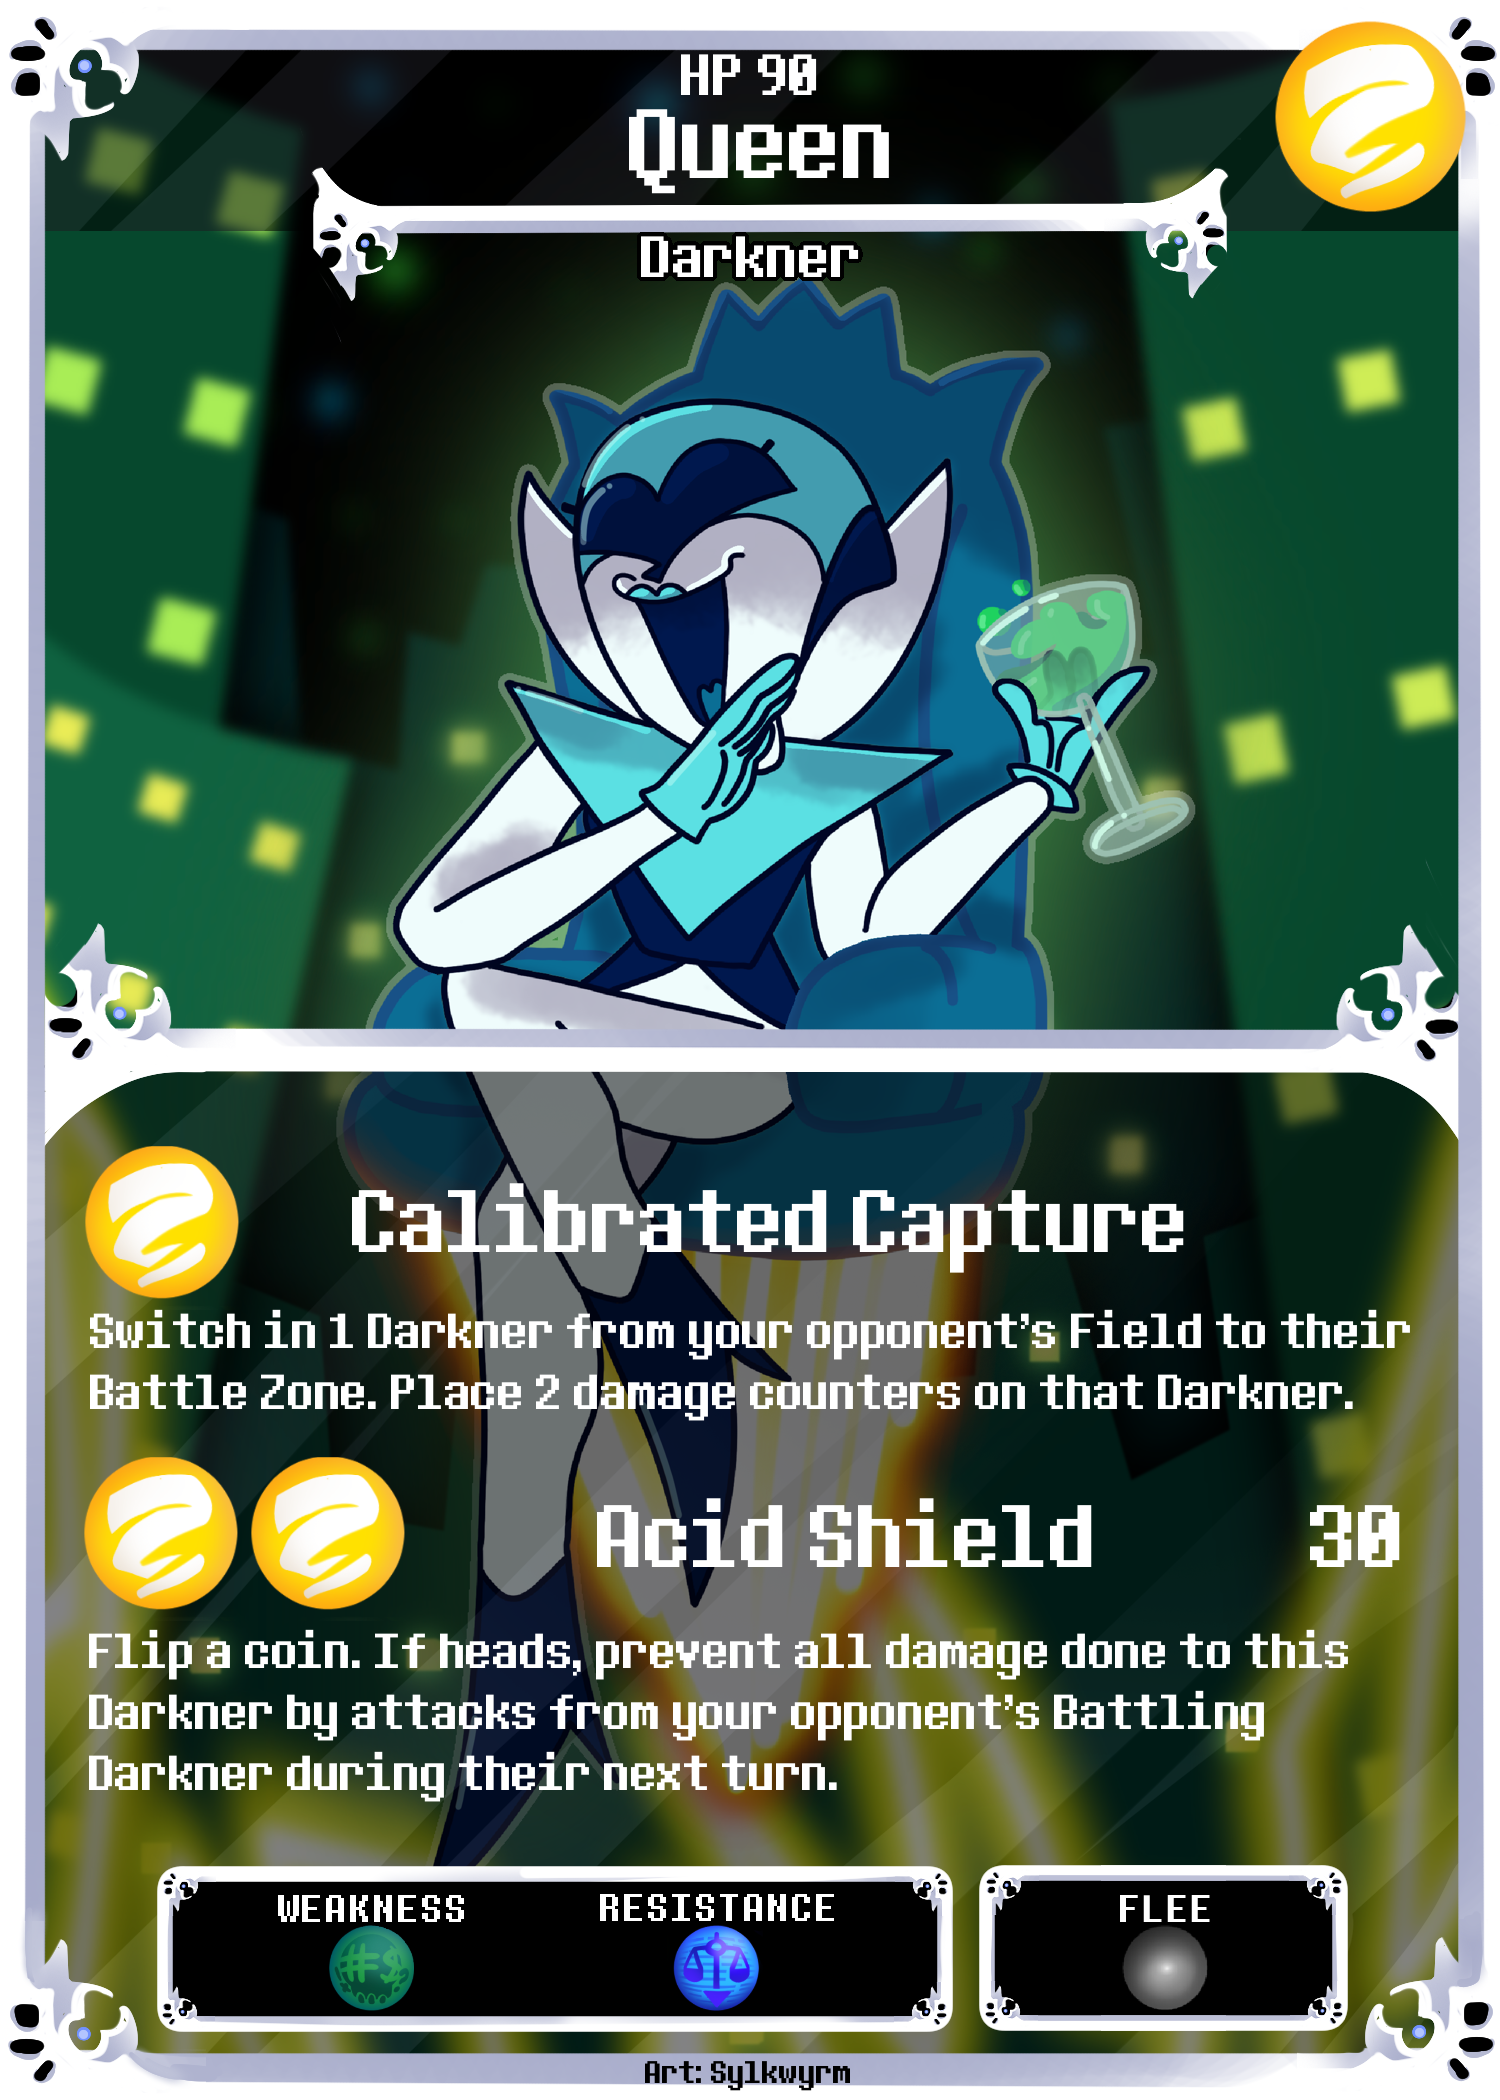 HP 90
Queen
Darkner
Calibrated Capture
Switch in 1 Darkner from your opponent's Field to their
Battle Zone. Place 2 damage counters on that Darkner.
Acid Shield 30
Flip a coin. If heads, prevent all damage done to this
Darkner by attacks from your opponent's Battling
Darkner during their next turn.
WEAKNESS RESISTANCE FLEE
#$
Art: Sylkwyrm